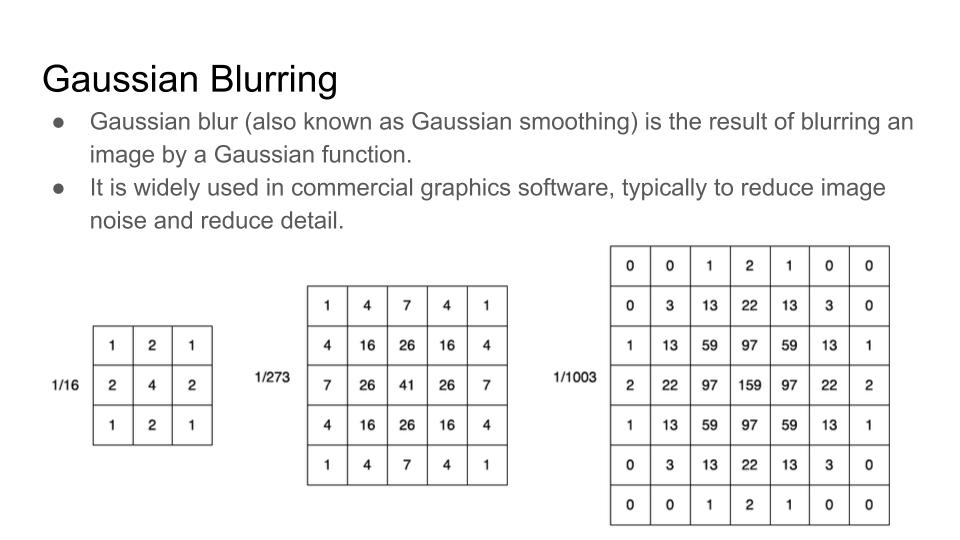 Gaussian Blurring
● Gaussian blur (also known as Gaussian smoothing) is the result of blurring an
image by a Gaussian function.
● It is widely used in commercial graphics software, typically to reduce image
noise and reduce detail.
1/16
1 2 1
2 4 2
1 2 1
1/273
1 4 7 4 1
4 16 26 16 4
7 26 41 26 7
4 16 26 16 4
1 4 7 4 1
1/1003
0 0 1 2 1 0 0
0 3 13 22 13 3 0
1 13 59 97 59 13 1
2 22 97 159 97 22 2
1 13 59 97 59 13 1
0 3 13 22 13 3 0
0 0 1 2 1 0 0